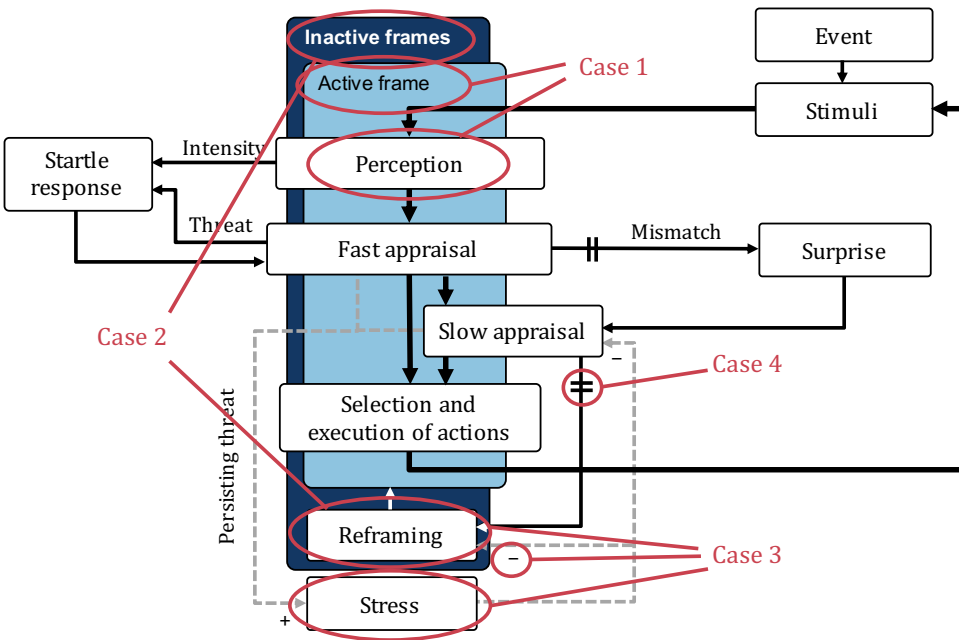 Inactive frames
Event
Active frame
Case 1
Stimuli
Startle
response
Intensity
Perception
Threat
Fast appraisal
Mismatch
Surprise
Case 2
Slow appraisal
−
Case 4
Selection and
execution of actions
Persisting threat
Reframing
−
Case 3
Stress
+